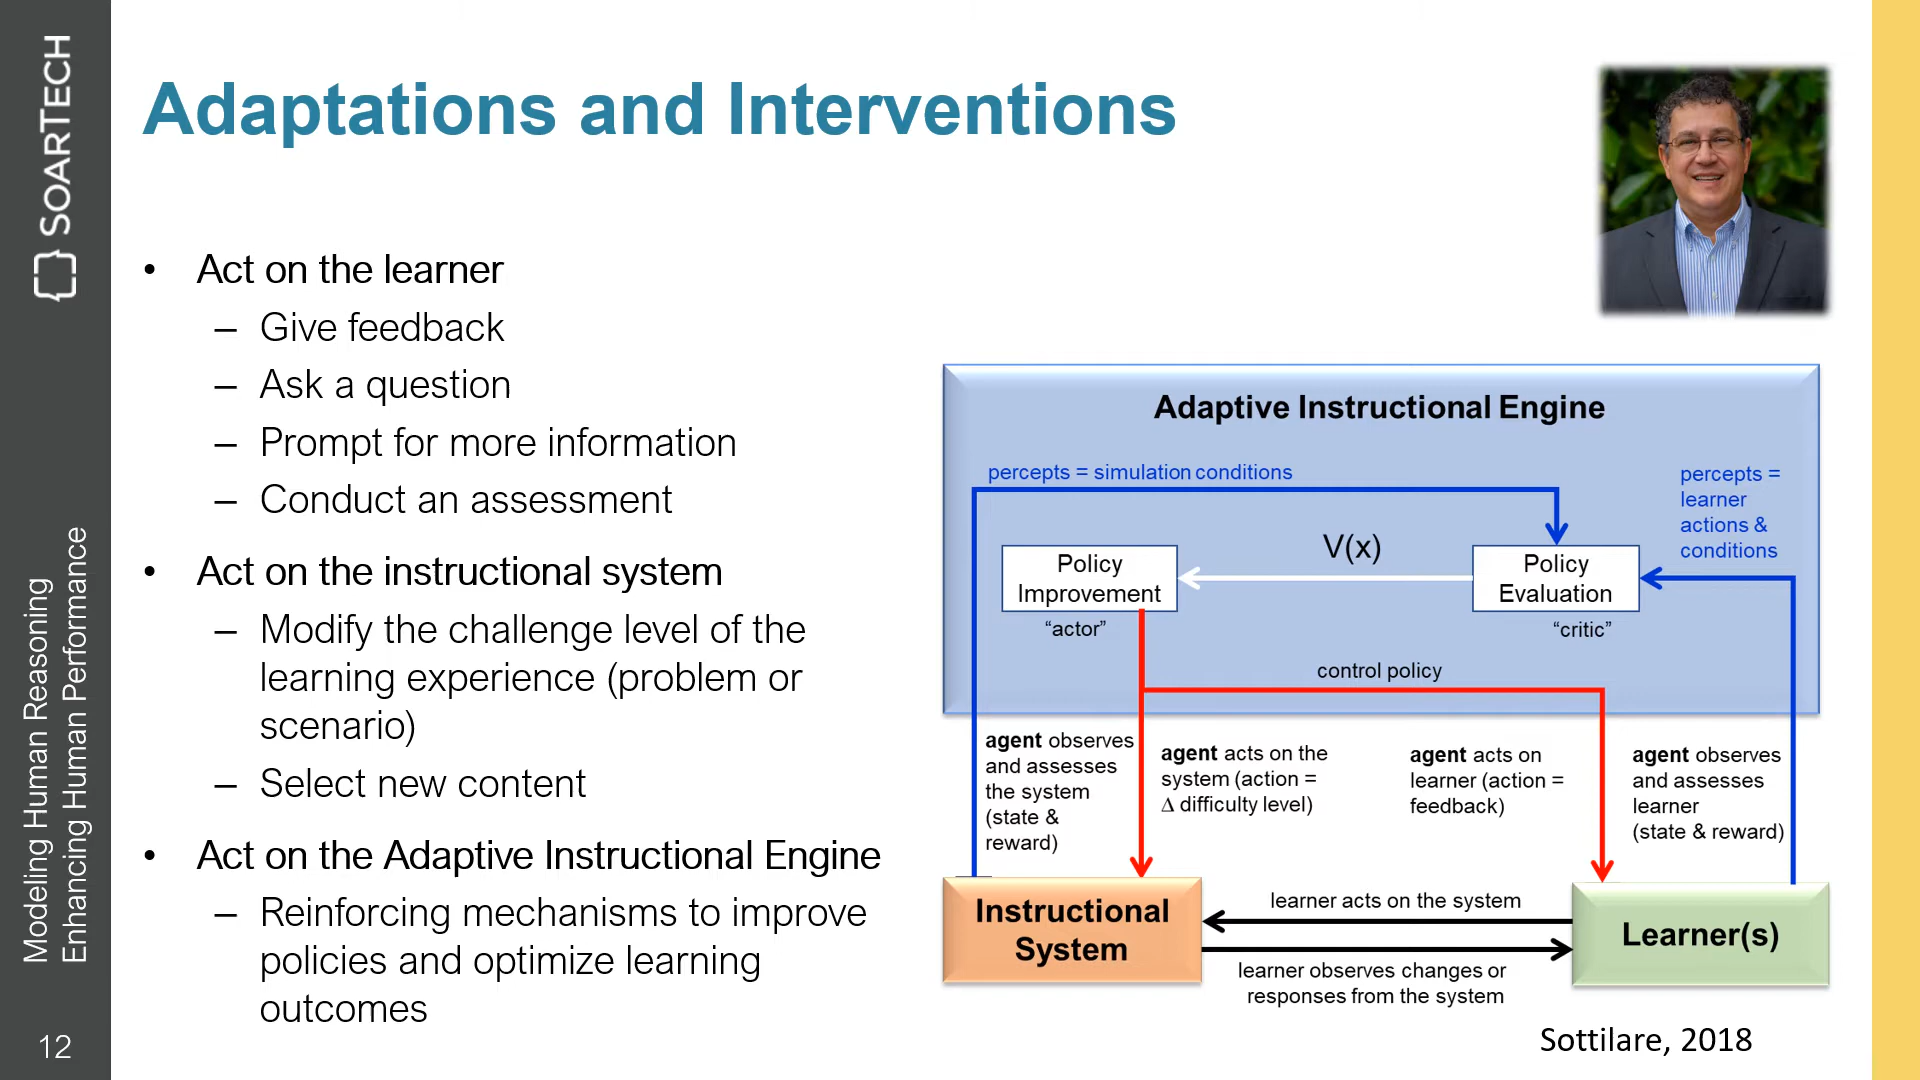 SOARTECH
Modeling Human Reasoning
Enhancing Human Performance
12
Adaptations and Interventions
• Act on the learner
– Give feedback
– Ask a question
– Prompt for more information
– Conduct an assessment
• Act on the instructional system
– Modify the challenge level of the
learning experience (problem or
scenario)
– Select new content
• Act on the Adaptive Instructional Engine
– Reinforcing mechanisms to improve
policies and optimize learning
outcomes
Adaptive Instructional Engine
percepts = simulation conditions
percepts =
learner
actions &
conditions
V(x)
Policy
Improvement
"actor"
Policy
Evaluation
"critic"
control policy
agent observes
and assesses
the system
(state &
reward)
agent acts on the
system (action =
Δ difficulty level)
agent acts on
learner (action =
feedback)
agent observes
and assesses
learner
(state & reward)
Instructional
System
learner acts on the system
learner observes changes or
responses from the system
Learner(s)
Sottilare, 2018